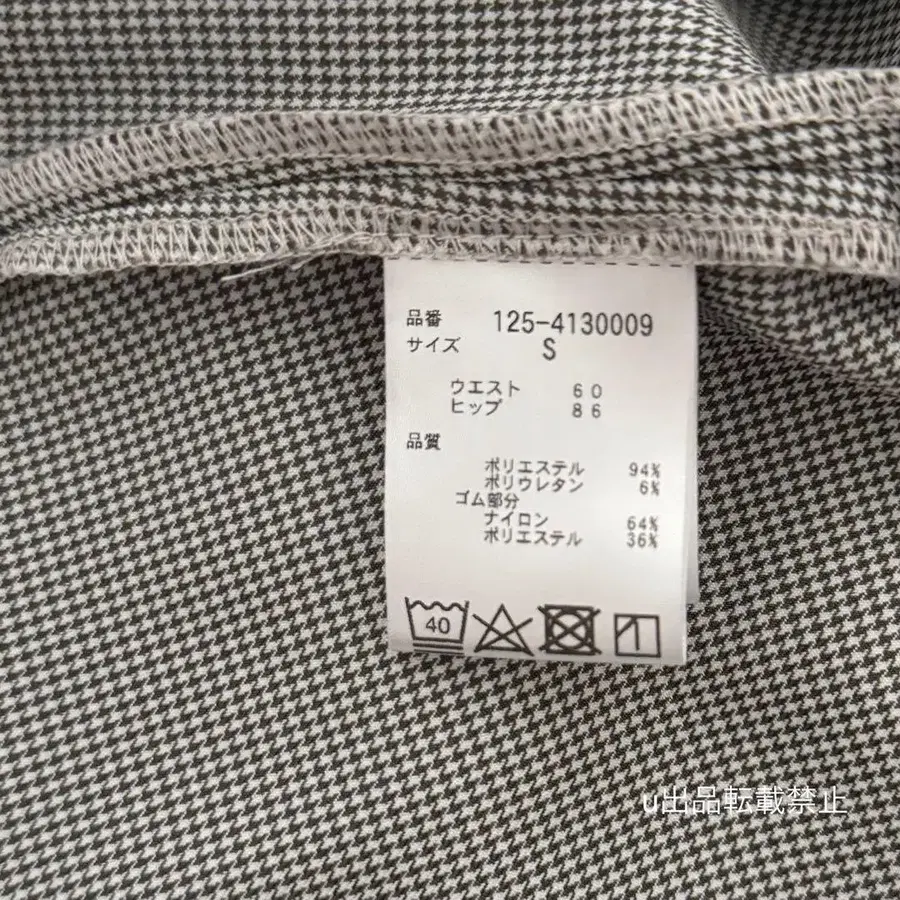 品番 125-4130009
サイズ S
ウエスト 60
ヒップ 86
品質
ポリエステル 94%
ポリウレタン 6%
ゴム部分
ナイロン 64%
ポリエステル 36%
40
u出品転載禁止